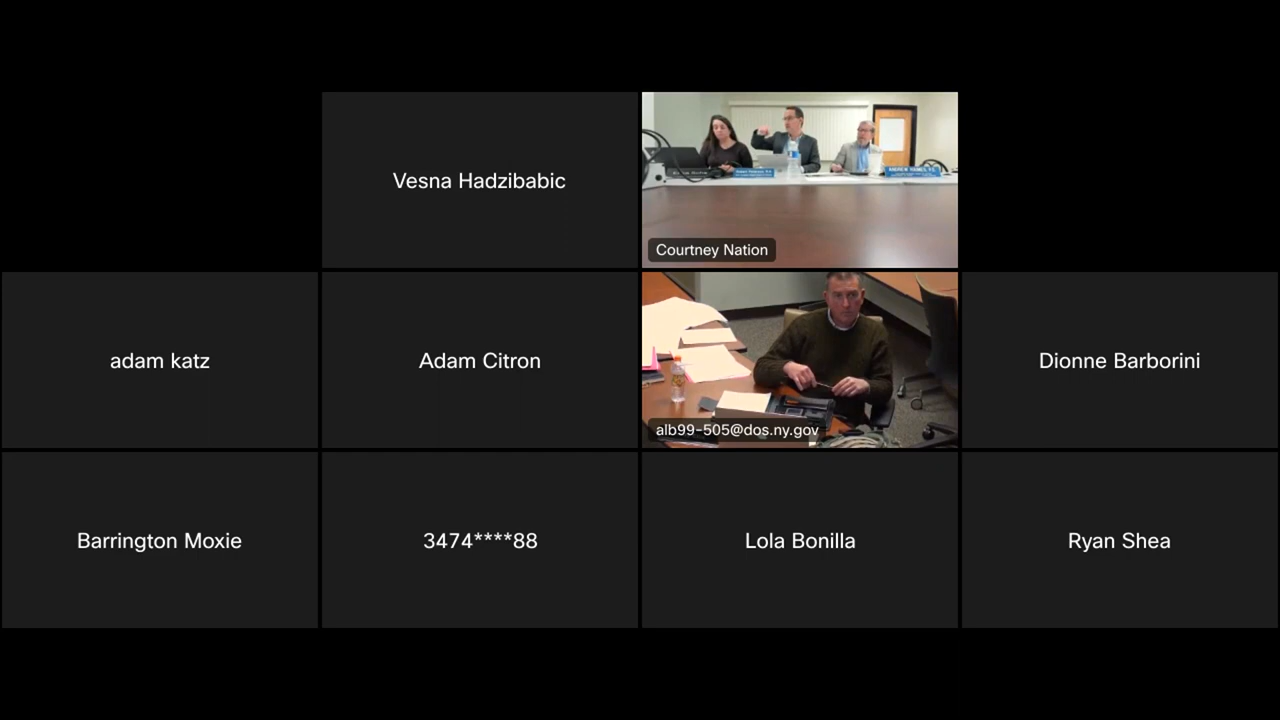 Vesna Hadzibabic
Courtney Nation
adam katz
Adam Citron
alb99-505@dos.ny.gov
Dionne Barborini
Barrington Moxie
3474****88
Lola Bonilla
Ryan Shea